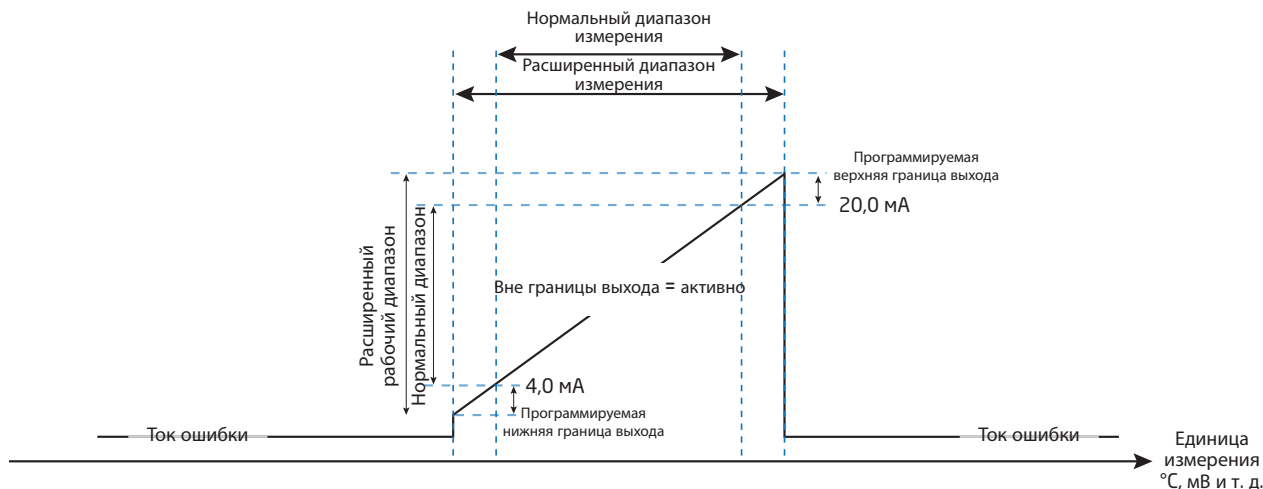 Нормальный диапазон
измерения
Расширенный диапазон
измерения
Программируемая
верхняя граница выхода
20,0 мА
Расширенный
рабочий диапазон
Нормальный диапазон
Вне границы выхода = активно
4,0 мА
Программируемая
нижняя граница выхода
Ток ошибки
Ток ошибки
Единица
измерения
°C, мВ и т. д.